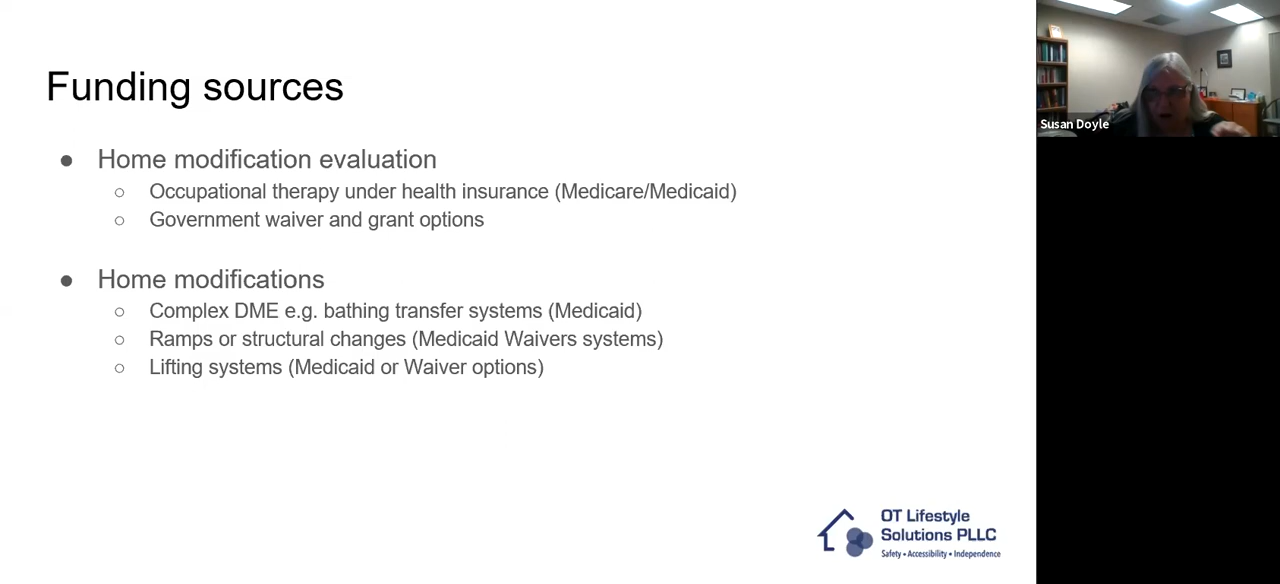 Funding sources
● Home modification evaluation
○ Occupational therapy under health insurance (Medicare/Medicaid)
○ Government waiver and grant options
● Home modifications
○ Complex DME e.g. bathing transfer systems (Medicaid)
○ Ramps or structural changes (Medicaid Waivers systems)
○ Lifting systems (Medicaid or Waiver options)
OT Lifestyle
Solutions PLLC
Safety • Accessibility • Independence
Susan Doyle